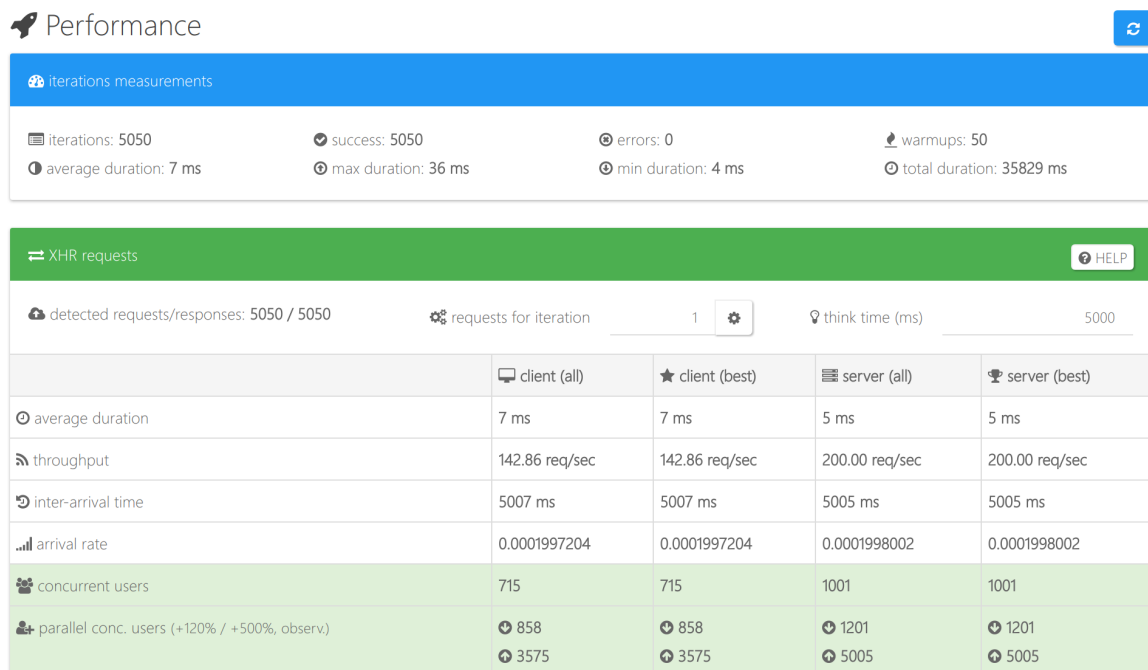 Performance
iterations measurements
iterations: 5050 success: 5050 errors: 0 warmups: 50
average duration: 7 ms max duration: 36 ms min duration: 4 ms total duration: 35829 ms
XHR requests HELP
detected requests/responses: 5050 / 5050 requests for iteration 1 think time (ms) 5000
client (all) client (best) server (all) server (best)
average duration 7 ms 7 ms 5 ms 5 ms
throughput 142.86 req/sec 142.86 req/sec 200.00 req/sec 200.00 req/sec
inter-arrival time 5007 ms 5007 ms 5005 ms 5005 ms
arrival rate 0.0001997204 0.0001997204 0.0001998002 0.0001998002
concurrent users 715 715 1001 1001
parallel conc. users (+120% / +500%, observ.) 858 858 1201 1201
3575 3575 5005 5005